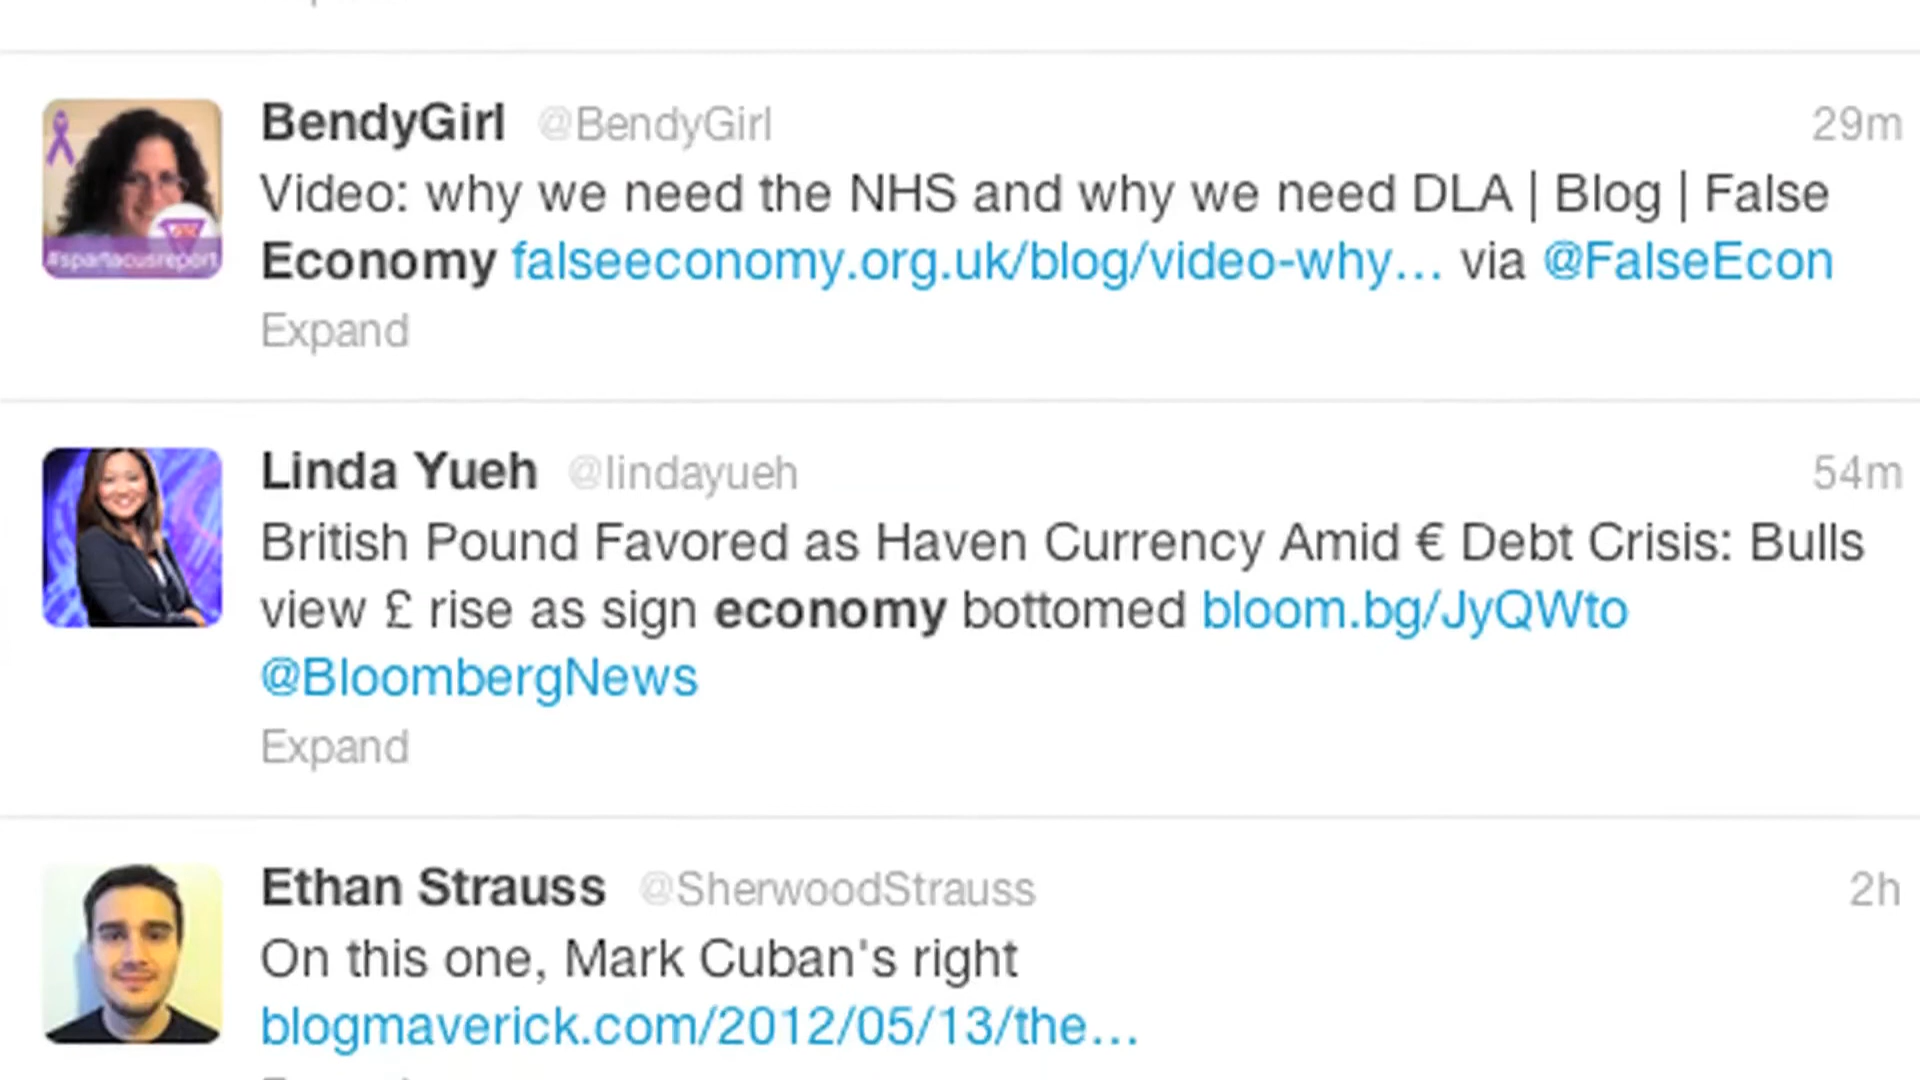 BendyGirl @BendyGirl 29m
Video: why we need the NHS and why we need DLA | Blog | False
Economy falseeconomy.org.uk/blog/video-why... via @FalseEcon
#spartacusreport
Expand
Linda Yueh @lindayueh 54m
British Pound Favored as Haven Currency Amid € Debt Crisis: Bulls
view £ rise as sign economy bottomed bloom.bg/JyQWto
@BloombergNews
Expand
Ethan Strauss @SherwoodStrauss 2h
On this one, Mark Cuban's right
blogmaverick.com/2012/05/13/the...